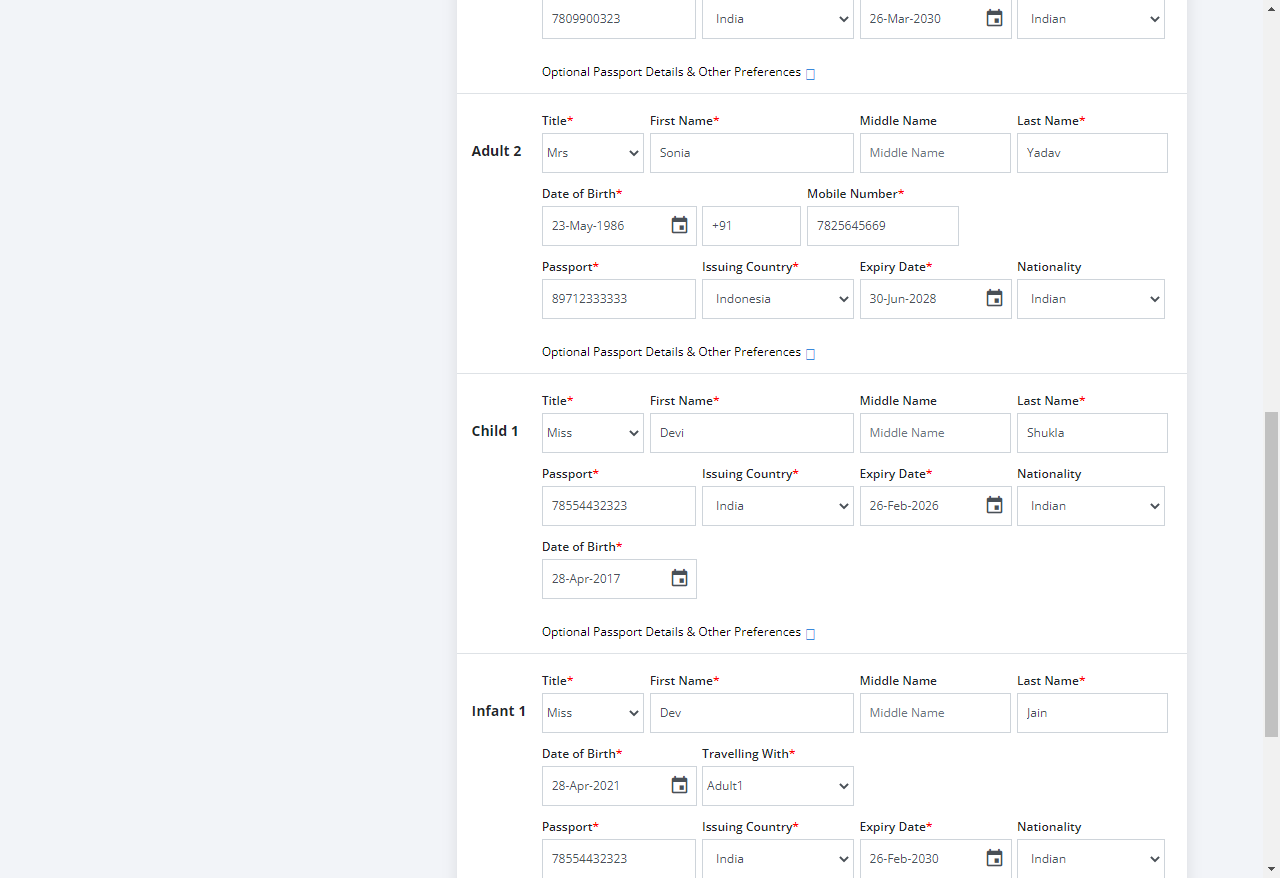 7809900323 India 26-Mar-2030 Indian
Optional Passport Details & Other Preferences
Title* First Name* Middle Name Last Name*
Adult 2 Mrs Sonia Middle Name Yadav
Date of Birth* Mobile Number*
23-May-1986 +91 7825645669
Passport* Issuing Country* Expiry Date* Nationality
89712333333 Indonesia 30-Jun-2028 Indian
Optional Passport Details & Other Preferences
Title* First Name* Middle Name Last Name*
Child 1 Miss Devi Middle Name Shukla
Passport* Issuing Country* Expiry Date* Nationality
78554432323 India 26-Feb-2026 Indian
Date of Birth*
28-Apr-2017
Optional Passport Details & Other Preferences
Title* First Name* Middle Name Last Name*
Infant 1 Miss Dev Middle Name Jain
Date of Birth* Travelling With*
28-Apr-2021 Adult1
Passport* Issuing Country* Expiry Date* Nationality
78554432323 India 26-Feb-2030 Indian